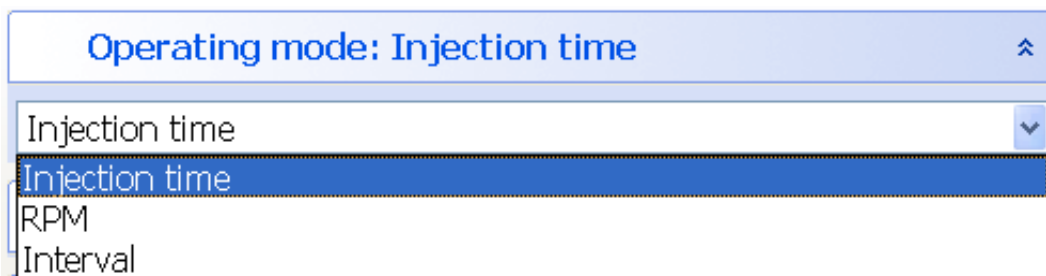 Operating mode: Injection time
Injection time
Injection time
RPM
Interval